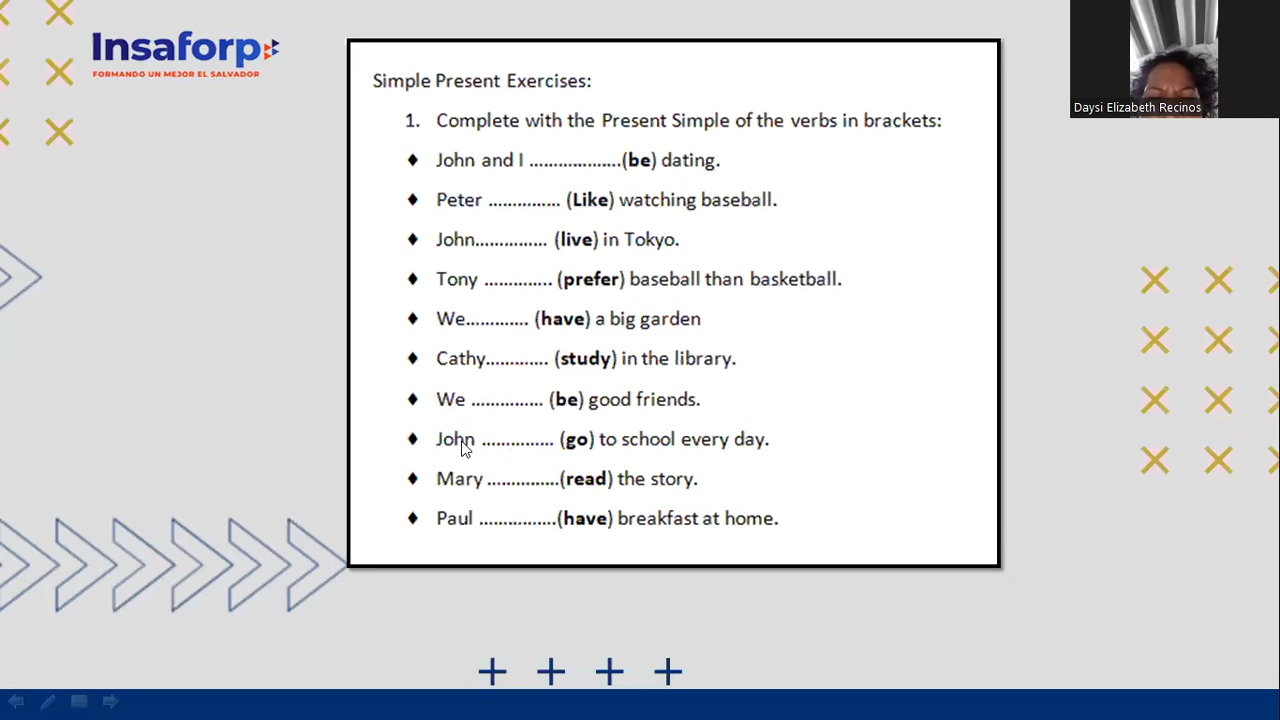 Insaforp
FORMANDO UN MEJOR EL SALVADOR
Daysi Elizabeth Recinos
Simple Present Exercises:
1. Complete with the Present Simple of the verbs in brackets:
♦ John and I ...................(be) dating.
♦ Peter ............... (Like) watching baseball.
♦ John............... (live) in Tokyo.
♦ Tony .............. (prefer) baseball than basketball.
♦ We............. (have) a big garden
♦ Cathy............. (study) in the library.
♦ We ............... (be) good friends.
♦ John ............... (go) to school every day.
♦ Mary ...............(read) the story.
♦ Paul ................(have) breakfast at home.